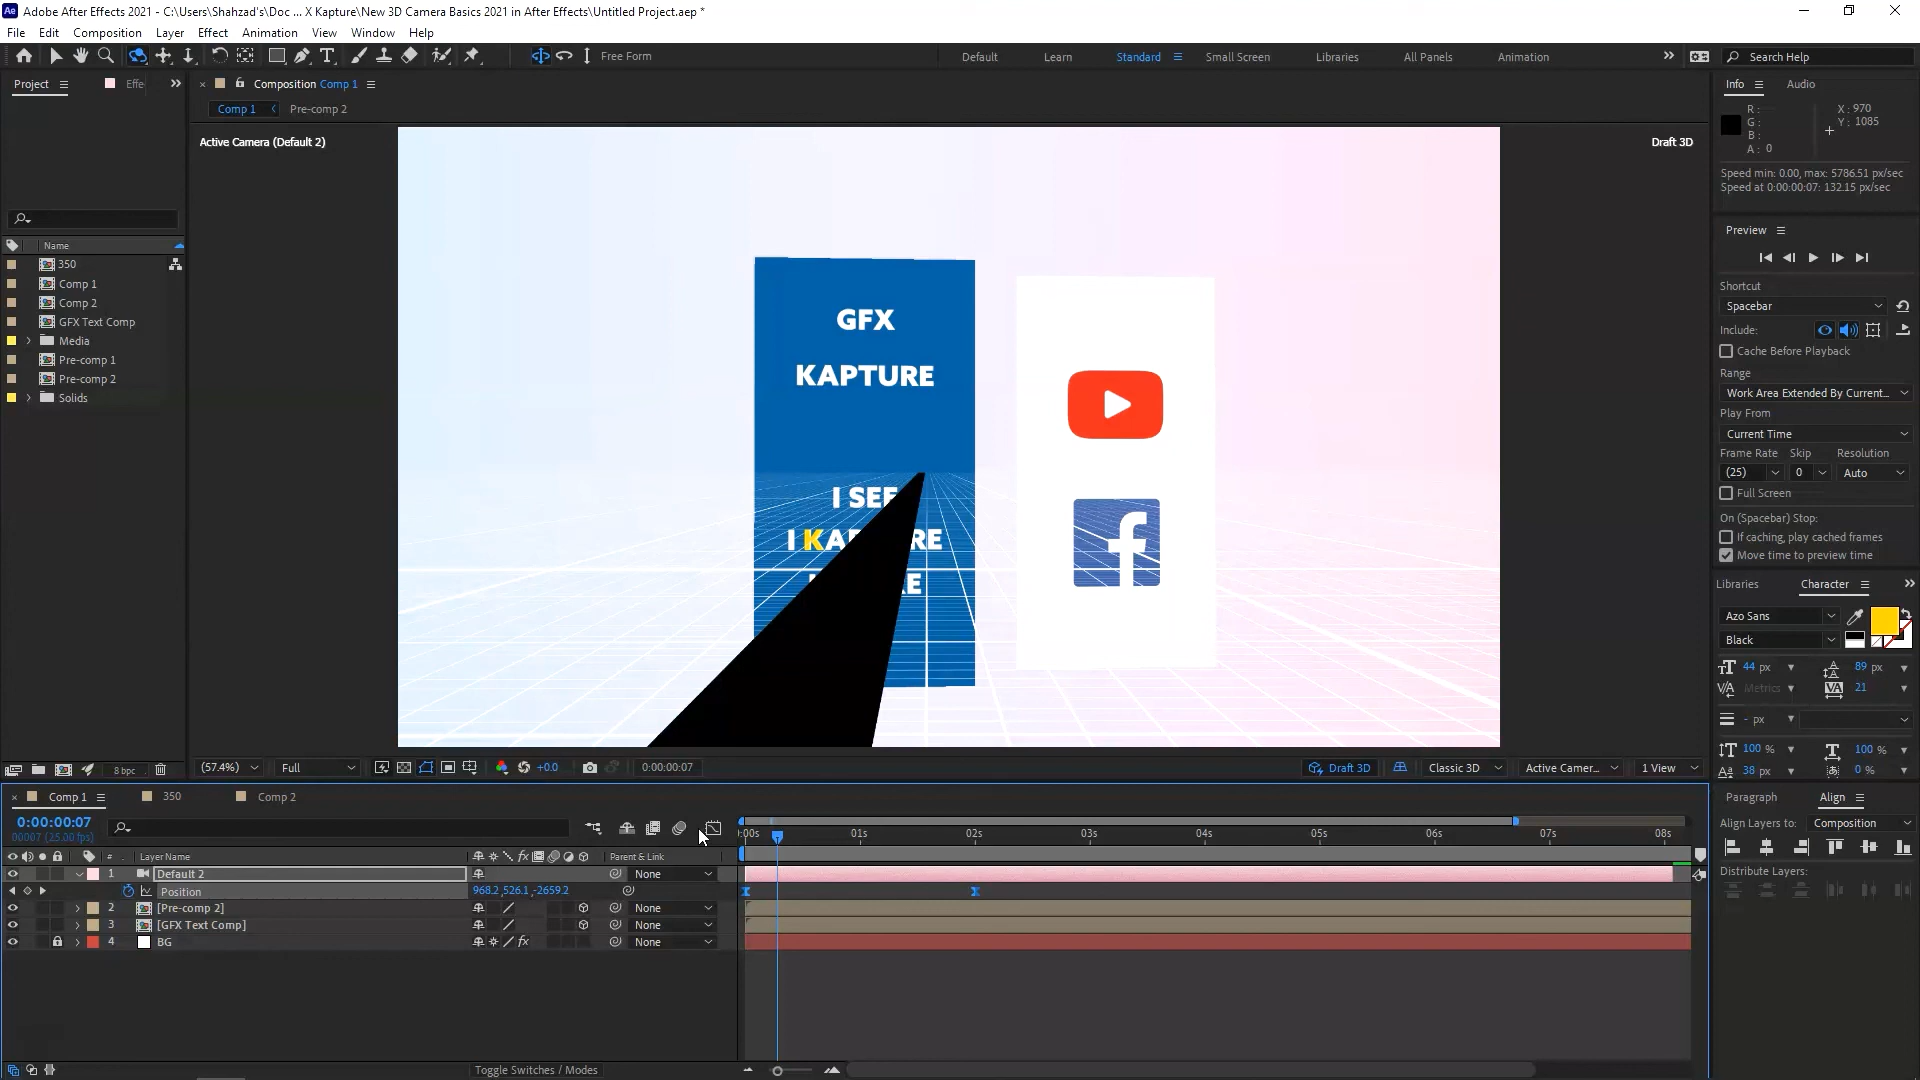 Adobe After Effects 2021 - C:\Users\Shahzad's\Doc ... X Kapture\New 3D Camera Basics 2021 in After Effects\Untitled Project.aep *
File Edit Composition Layer Effect Animation View Window Help
Free Form Default Learn Standard Small Screen Libraries All Panels Animation Search Help
Project Effe Composition Comp 1 Info Audio
Comp 1 Pre-comp 2
R : X : 970
G : Y : 1085
B :
A : 0
Active Camera (Default 2) Draft 3D
Speed min: 0.00, max: 5786.51 px/sec
Speed at 0:00:00:07: 132.15 px/sec
Preview
Name
350
Comp 1
Comp 2
GFX Text Comp
Media
Pre-comp 1
Pre-comp 2
Solids
Shortcut
Spacebar
Include:
Cache Before Playback
Range
Work Area Extended By Current...
Play From
Current Time
Frame Rate Skip Resolution
(25) 0 Auto
Full Screen
On (Spacebar) Stop:
If caching, play cached frames
Move time to preview time
GFX
KAPTURE
I SEE
Libraries Character
Azo Sans
Black
44 px 89 px
Metrics 21
- px
100 % 100 %
38 px 0 %
8 bpc (57.4%) Full +0.0 0:00:00:07 Draft 3D Classic 3D Active Camer... 1 View
Comp 1 350 Comp 2
Paragraph Align
0:00:00:07
00007 (25.00 fps)
:00s 01s 02s 03s 04s 05s 06s 07s 08s
Align Layers to: Composition
# Layer Name Parent & Link
1 Default 2 None
Position 968.2,526.1,-2659.2
2 [Pre-comp 2] None
3 [GFX Text Comp] None
4 BG fx None
Distribute Layers:
Toggle Switches / Modes